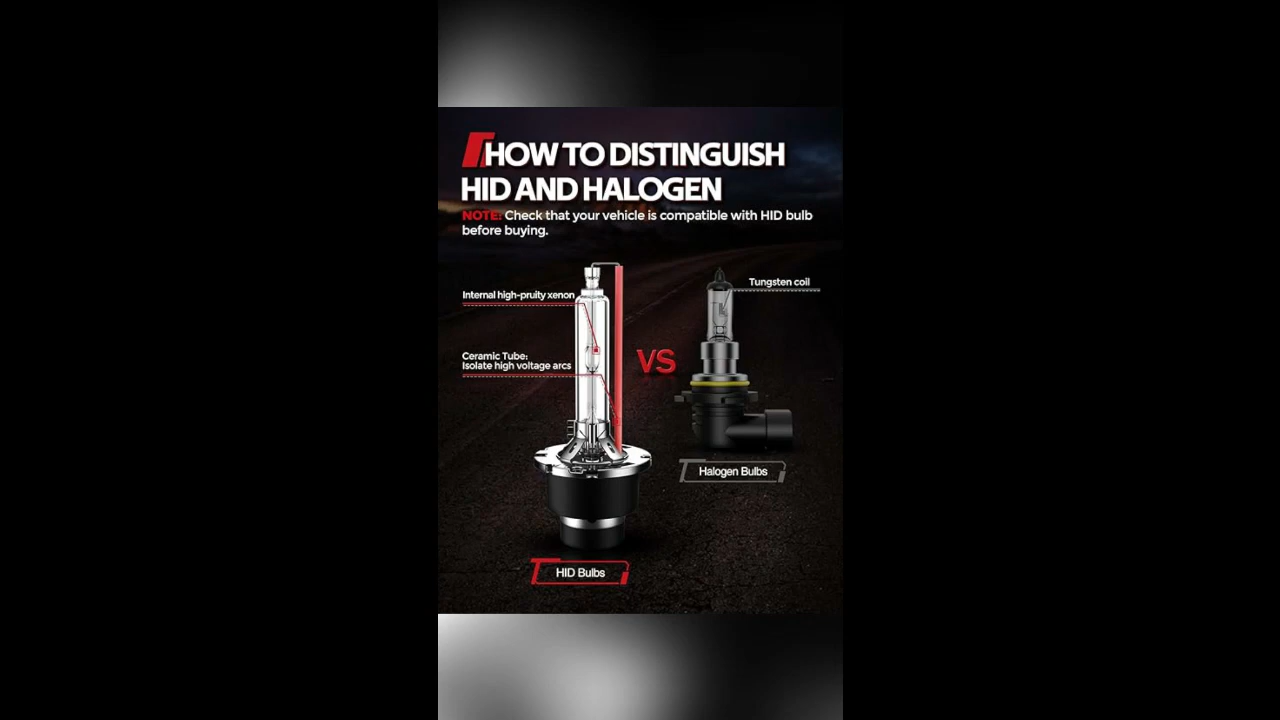 HOW TO DISTINGUISH
HID AND HALOGEN
NOTE: Check that your vehicle is compatible with HID bulb
before buying.
Tungsten coil
Internal high-pruity xenon
VS
Ceramic Tube:
Isolate high voltage arcs
Halogen Bulbs
HID Bulbs